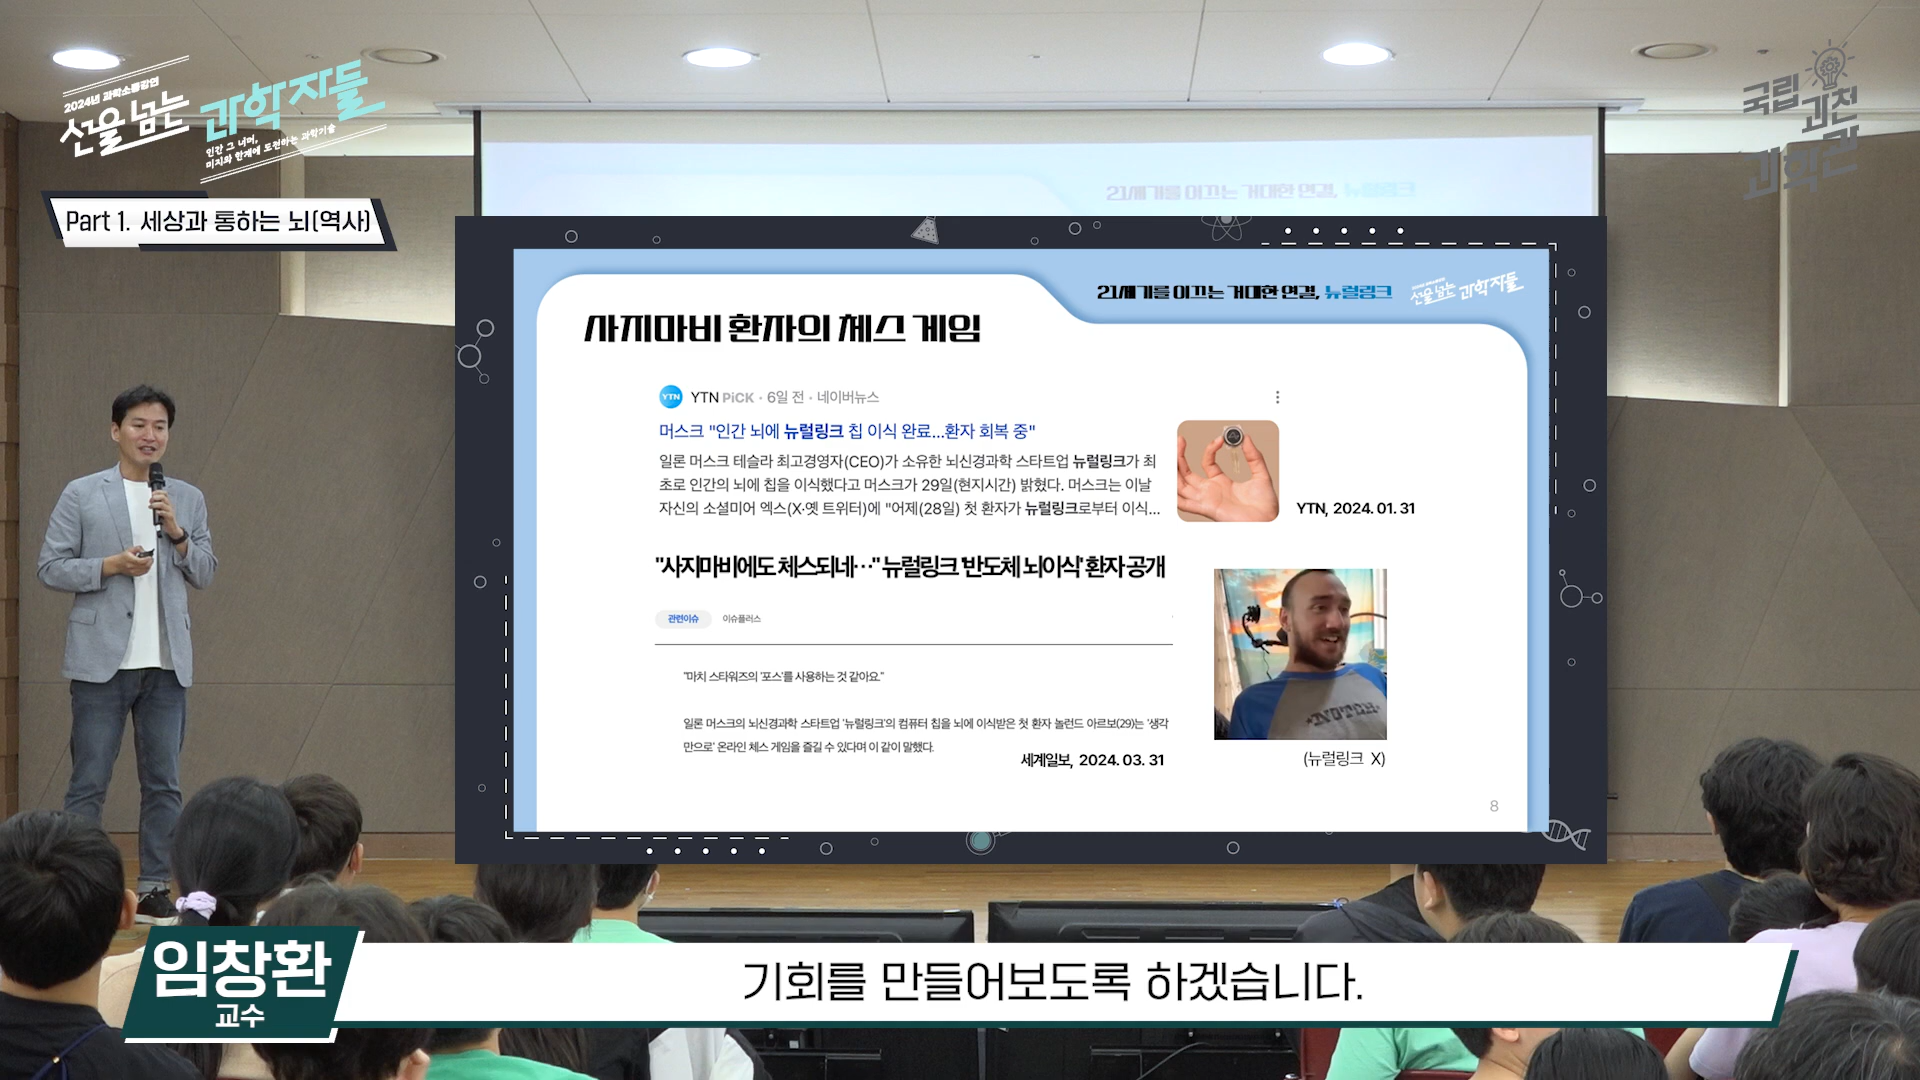 2024년 과학소통강연
선을 넘는 과학자들
인간 그 너머,
미지와 한계에 도전하는 과학기술
국립
과천
과학관
Part 1. 세상과 통하는 뇌(역사)
21세기를 이끄는 거대한 연결, 뉴럴링크
21세기를 이끄는 거대한 연결, 뉴럴링크
선을 넘는 과학자들
사지마비 환자의 체스 게임
YTN
YTN PiCK · 6일 전 · 네이버뉴스
머스크 "인간 뇌에 뉴럴링크 칩 이식 완료...환자 회복 중"
일론 머스크 테슬라 최고경영자(CEO)가 소유한 뇌신경과학 스타트업 뉴럴링크가 최
초로 인간의 뇌에 칩을 이식했다고 머스크가 29일(현지시간) 밝혔다. 머스크는 이날
자신의 소셜미어 엑스(X·옛 트위터)에 "어제(28일) 첫 환자가 뉴럴링크로부터 이식...
YTN, 2024. 01. 31
"사지마비에도 체스되네…" 뉴럴링크 '반도체 뇌이식' 환자 공개
관련이슈 이슈플러스
"마치 스타워즈의 '포스'를 사용하는 것 같아요."
일론 머스크의 뇌신경과학 스타트업 '뉴럴링크'의 컴퓨터 칩을 뇌에 이식받은 첫 환자 놀런드 아르보(29)는 '생각
만으로' 온라인 체스 게임을 즐길 수 있다며 이 같이 말했다.
세계일보, 2024. 03. 31
(뉴럴링크 X)
8
임창환
교수
기회를 만들어보도록 하겠습니다.